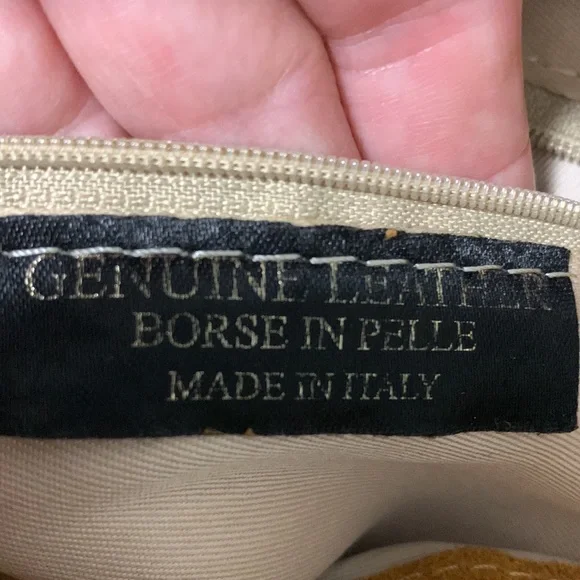 GENUINE LEATHER
BORSE IN PELLE
MADE IN ITALY